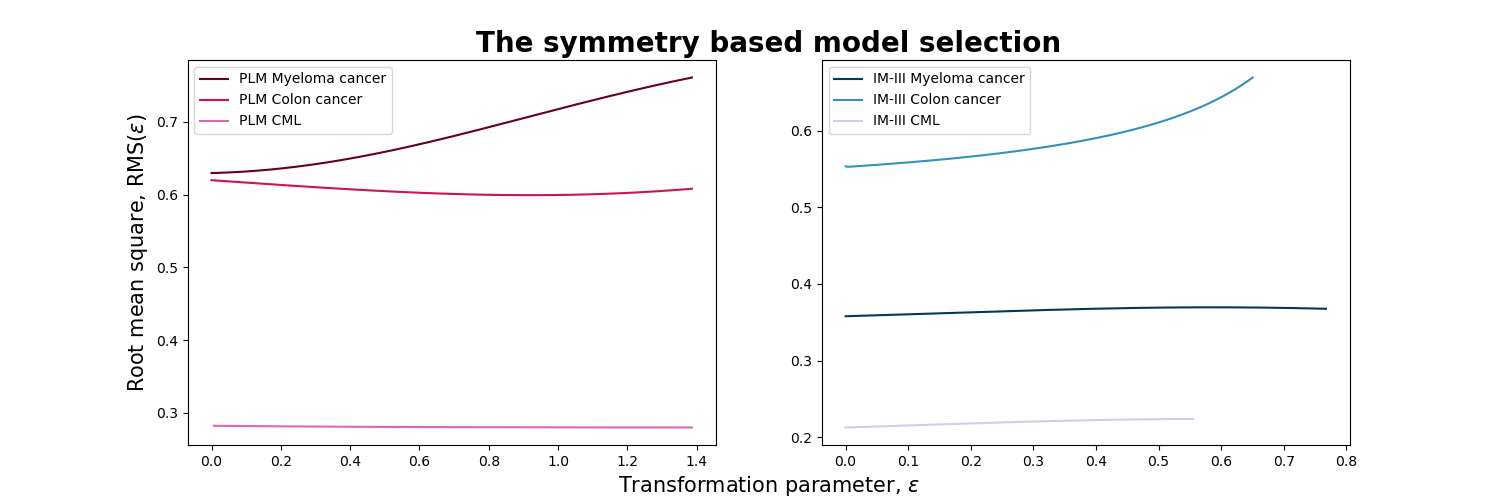 The symmetry based model selection
Root mean square, RMS(ε)
PLM Myeloma cancer
PLM Colon cancer
PLM CML
0.7
0.6
0.5
0.4
0.3
0.0 0.2 0.4 0.6 0.8 1.0 1.2 1.4
IM-III Myeloma cancer
IM-III Colon cancer
IM-III CML
0.6
0.5
0.4
0.3
0.2
0.0 0.1 0.2 0.3 0.4 0.5 0.6 0.7 0.8
Transformation parameter, ε